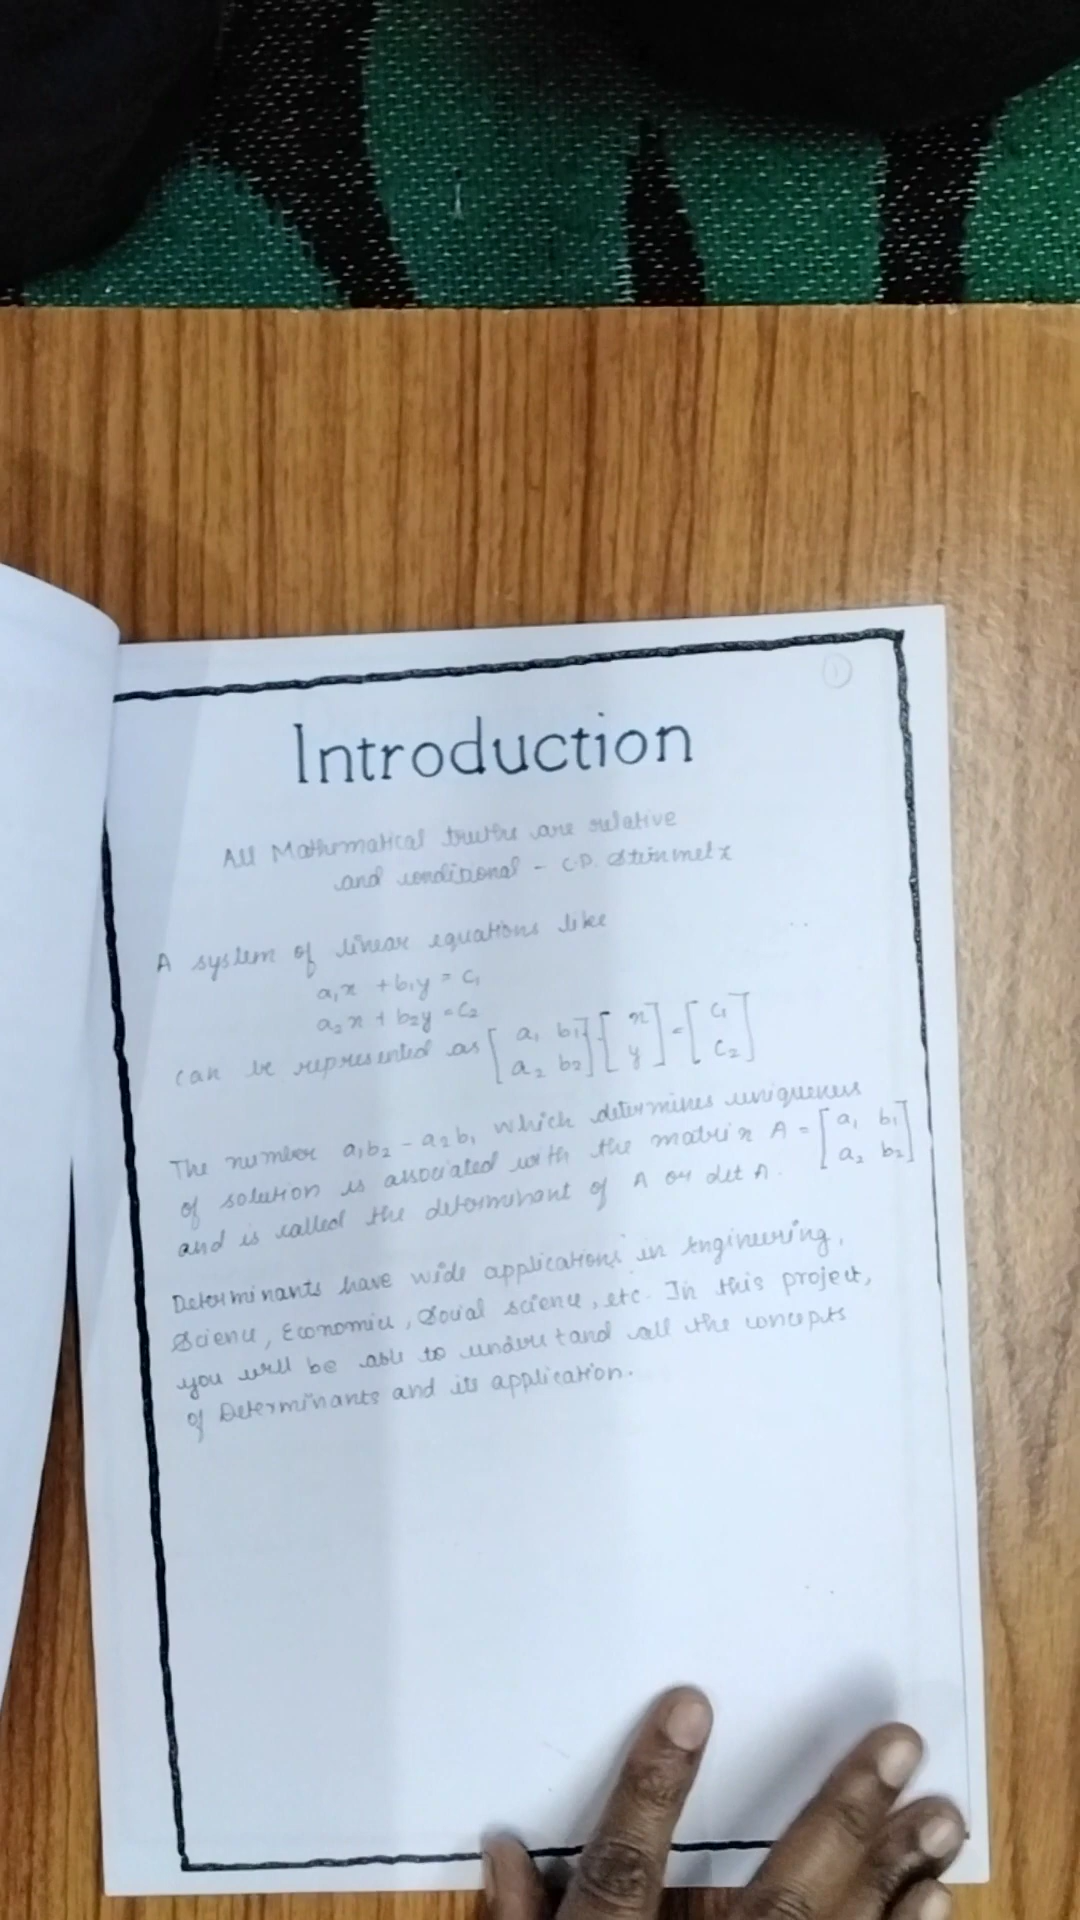 1
Introduction
All Mathematical truths are relative
and conditional - C.P. Steinmetz
A system of linear equations like
a₁x + b₁y = c₁
a₂x + b₂y = c₂
can be represented as [a₁ b₁ a₂ b₂] [x y] = [c₁ c₂]
The number a₁b₂ - a₂b₁ which determines uniqueness
of solution is associated with the matrix A = [a₁ b₁ a₂ b₂]
and is called the determinant of A or det A.
Determinants have wide applications in Engineering,
Science, Economics, Social science, etc. In this project,
you will be able to understand all the concepts
of Determinants and its application.